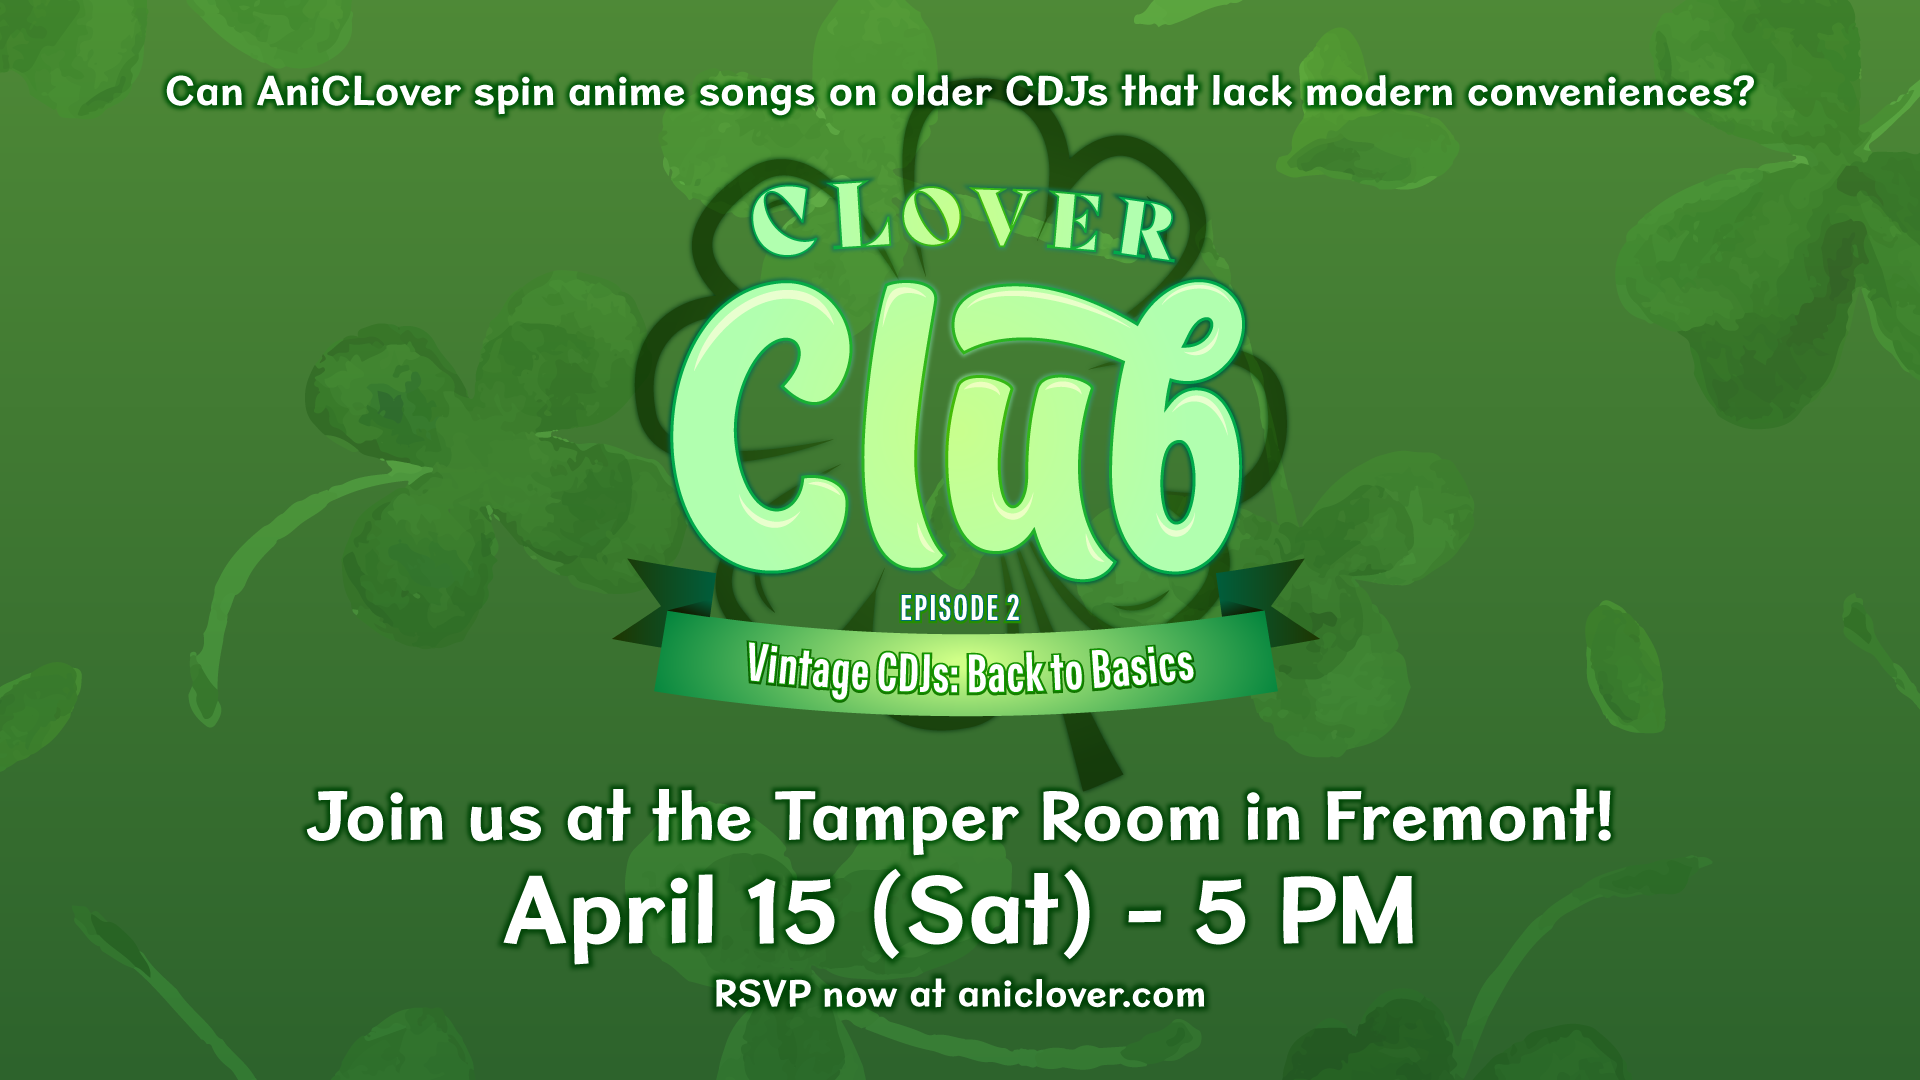 Can AniCLover spin anime songs on older CDJs that lack modern conveniences?
CLOVER
Club
EPISODE 2
Vintage CDJs: Back to Basics
Join us at the Tamper Room in Fremont!
April 15 (Sat) - 5 PM
RSVP now at aniclover.com